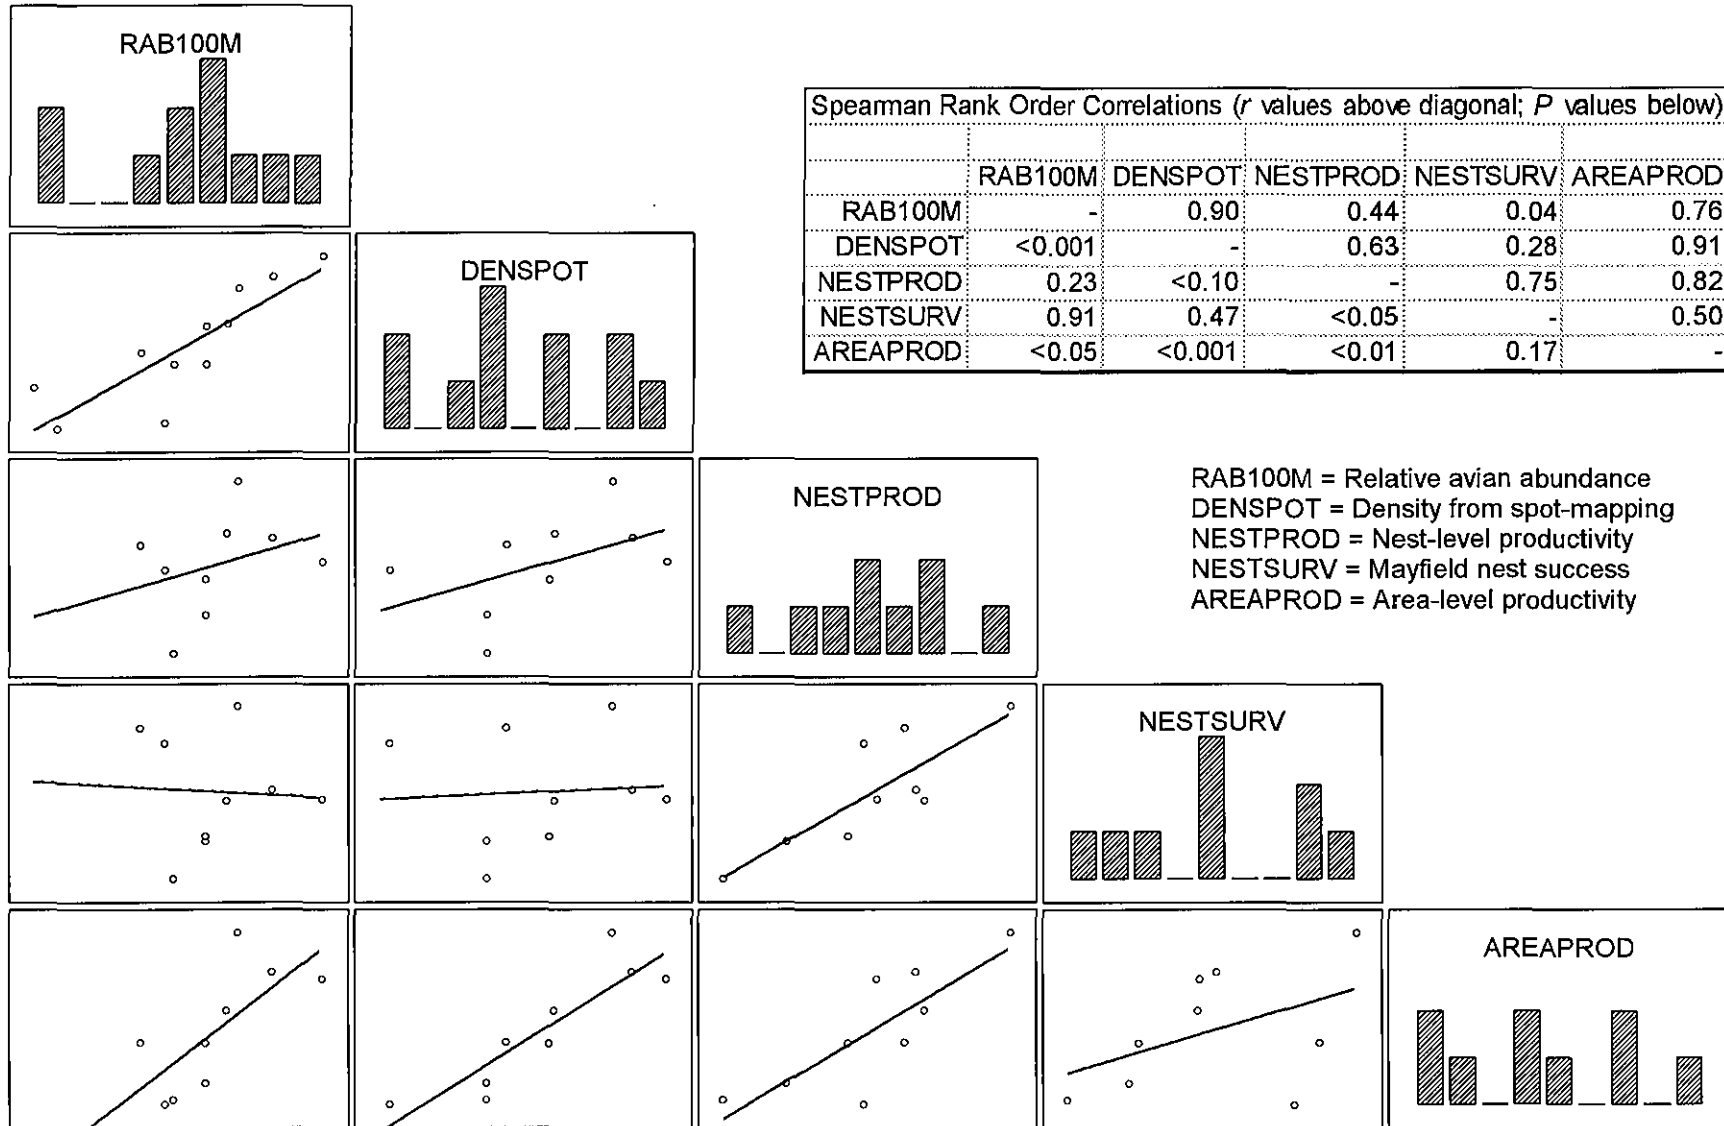 RAB100M
Spearman Rank Order Correlations (r values above diagonal; P values below)
RAB100M DENSPOT NESTPROD NESTSURV AREAPROD
RAB100M - 0.90 0.44 0.04 0.76
DENSPOT <0.001 - 0.63 0.28 0.91
NESTPROD 0.23 <0.10 - 0.75 0.82
NESTSURV 0.91 0.47 <0.05 - 0.50
AREAPROD <0.05 <0.001 <0.01 0.17 -
DENSPOT
NESTPROD
RAB100M = Relative avian abundance
DENSPOT = Density from spot-mapping
NESTPROD = Nest-level productivity
NESTSURV = Mayfield nest success
AREAPROD = Area-level productivity
NESTSURV
AREAPROD